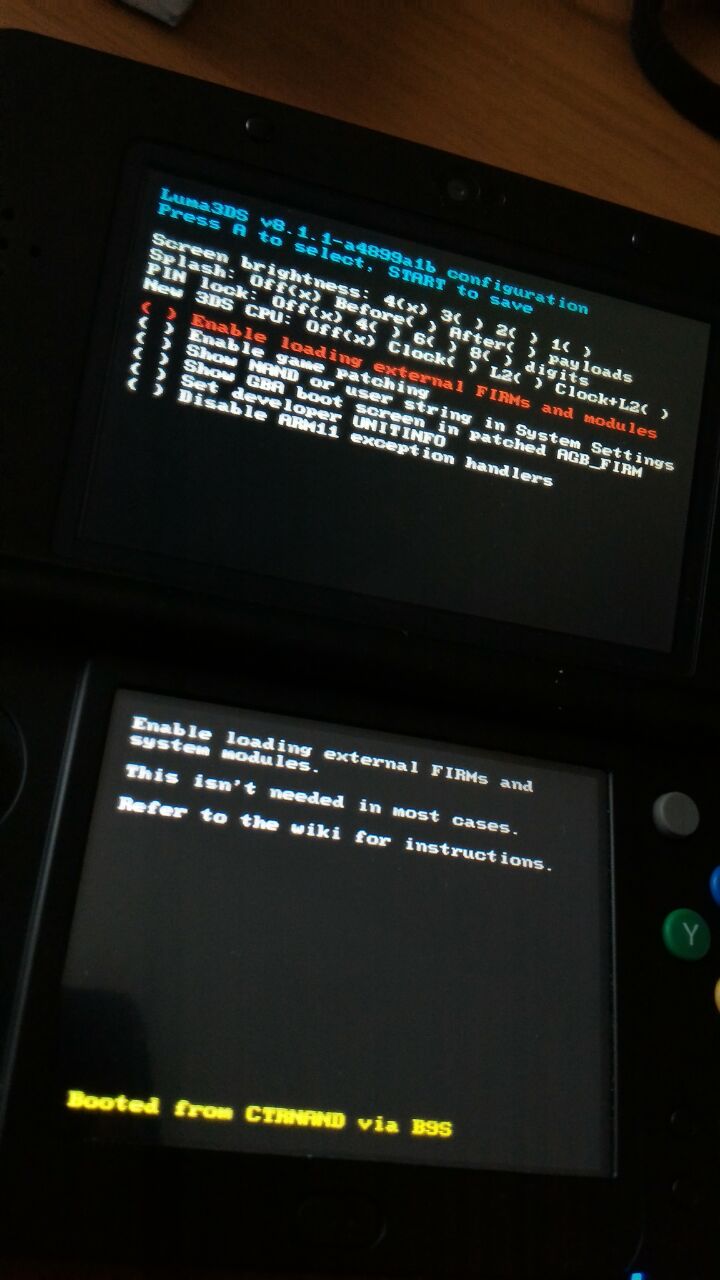 Luma3DS v8.1.1-a4899a1b configuration
Press A to select, START to save
Screen brightness: 4(x) 3( ) 2( ) 1( )
Splash: Off(x) Before( ) After( ) payloads
PIN lock: Off(x) 4( ) 6( ) 8( ) digits
New 3DS CPU: Off(x) Clock( ) L2( ) Clock+L2( )
( ) Enable loading external FIRMs and modules
( ) Enable game patching
( ) Show NAND or user string in System Settings
( ) Show GBA boot screen in patched AGB_FIRM
( ) Set developer UNITINFO
( ) Disable ARM11 exception handlers
Enable loading external FIRMs and
system modules.
This isn't needed in most cases.
Refer to the wiki for instructions.
Y
Booted from CTRNAND via B9S